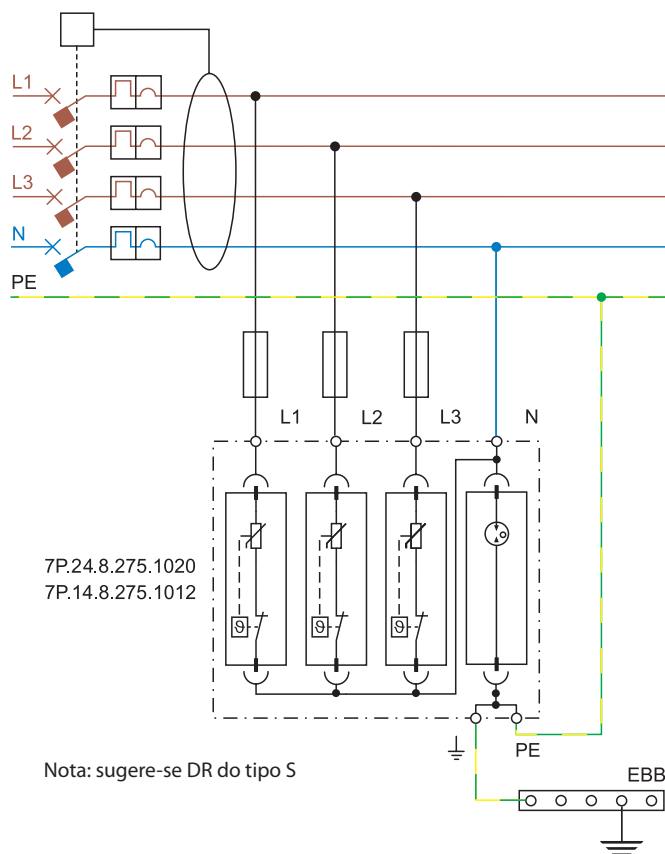 L1
L2
L3
N
PE
L1 L2 L3 N
7P.24.8.275.1020
7P.14.8.275.1012
ϑ ϑ ϑ
PE
Nota: sugere-se DR do tipo S
EBB